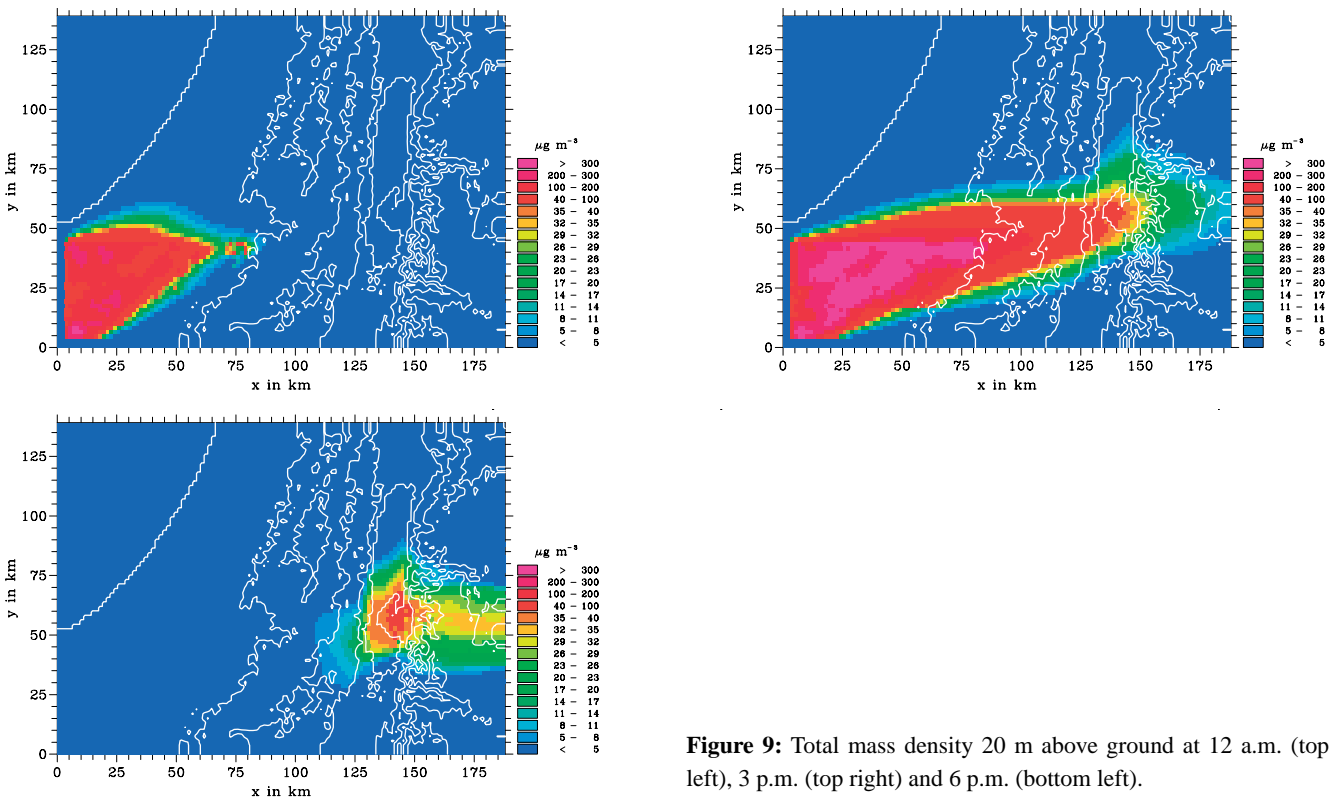 125
100
75
50
25
0
y in km
0 25 50 75 100 125 150 175
x in km
μg m⁻³
> 300
200 – 300
100 – 200
40 – 100
35 – 40
32 – 35
29 – 32
26 – 29
23 – 26
20 – 23
17 – 20
14 – 17
11 – 14
8 – 11
5 – 8
< 5
125
100
75
50
25
0
y in km
0 25 50 75 100 125 150 175
x in km
μg m⁻³
> 300
200 – 300
100 – 200
40 – 100
35 – 40
32 – 35
29 – 32
26 – 29
23 – 26
20 – 23
17 – 20
14 – 17
11 – 14
8 – 11
5 – 8
< 5
125
100
75
50
25
0
y in km
0 25 50 75 100 125 150 175
x in km
μg m⁻³
> 300
200 – 300
100 – 200
40 – 100
35 – 40
32 – 35
29 – 32
26 – 29
23 – 26
20 – 23
17 – 20
14 – 17
11 – 14
8 – 11
5 – 8
< 5
Figure 9: Total mass density 20 m above ground at 12 a.m. (top
left), 3 p.m. (top right) and 6 p.m. (bottom left).